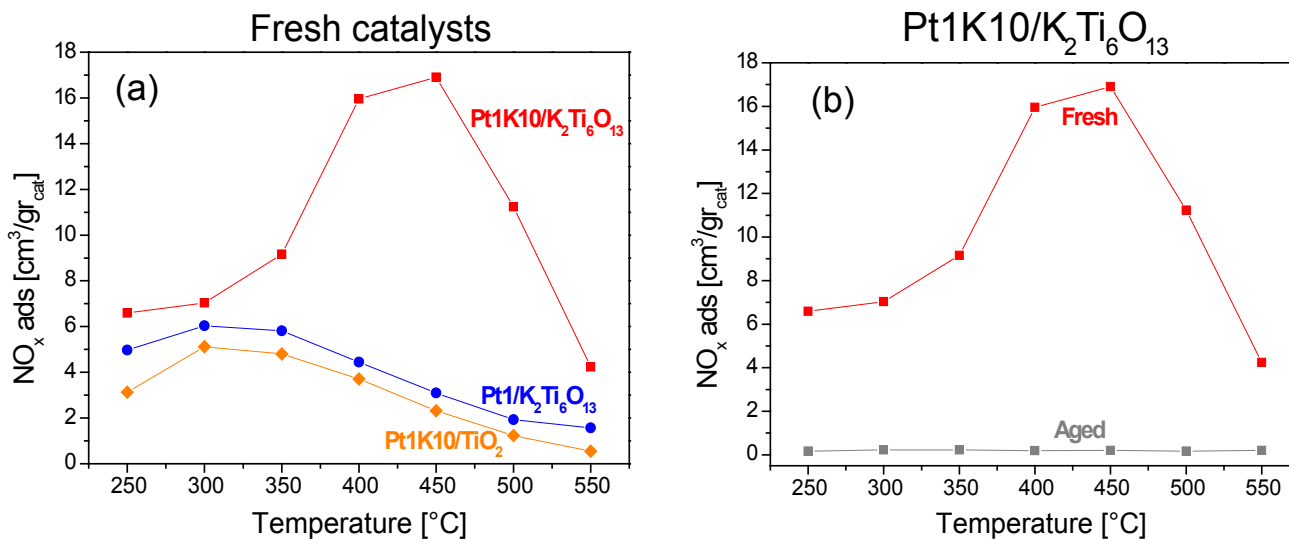 Fresh catalysts
(a)
18
16
14
12
10
8
6
4
2
0
NOₓ ads [cm³/gr_cat]
Pt1K10/K₂Ti₆O₁₃
Pt1/K₂Ti₆O₁₃
Pt1K10/TiO₂
250 300 350 400 450 500 550
Temperature [°C]
Pt1K10/K₂Ti₆O₁₃
(b)
18
16
14
12
10
8
6
4
2
0
NOₓ ads [cm³/gr_cat]
Fresh
Aged
250 300 350 400 450 500 550
Temperature [°C]